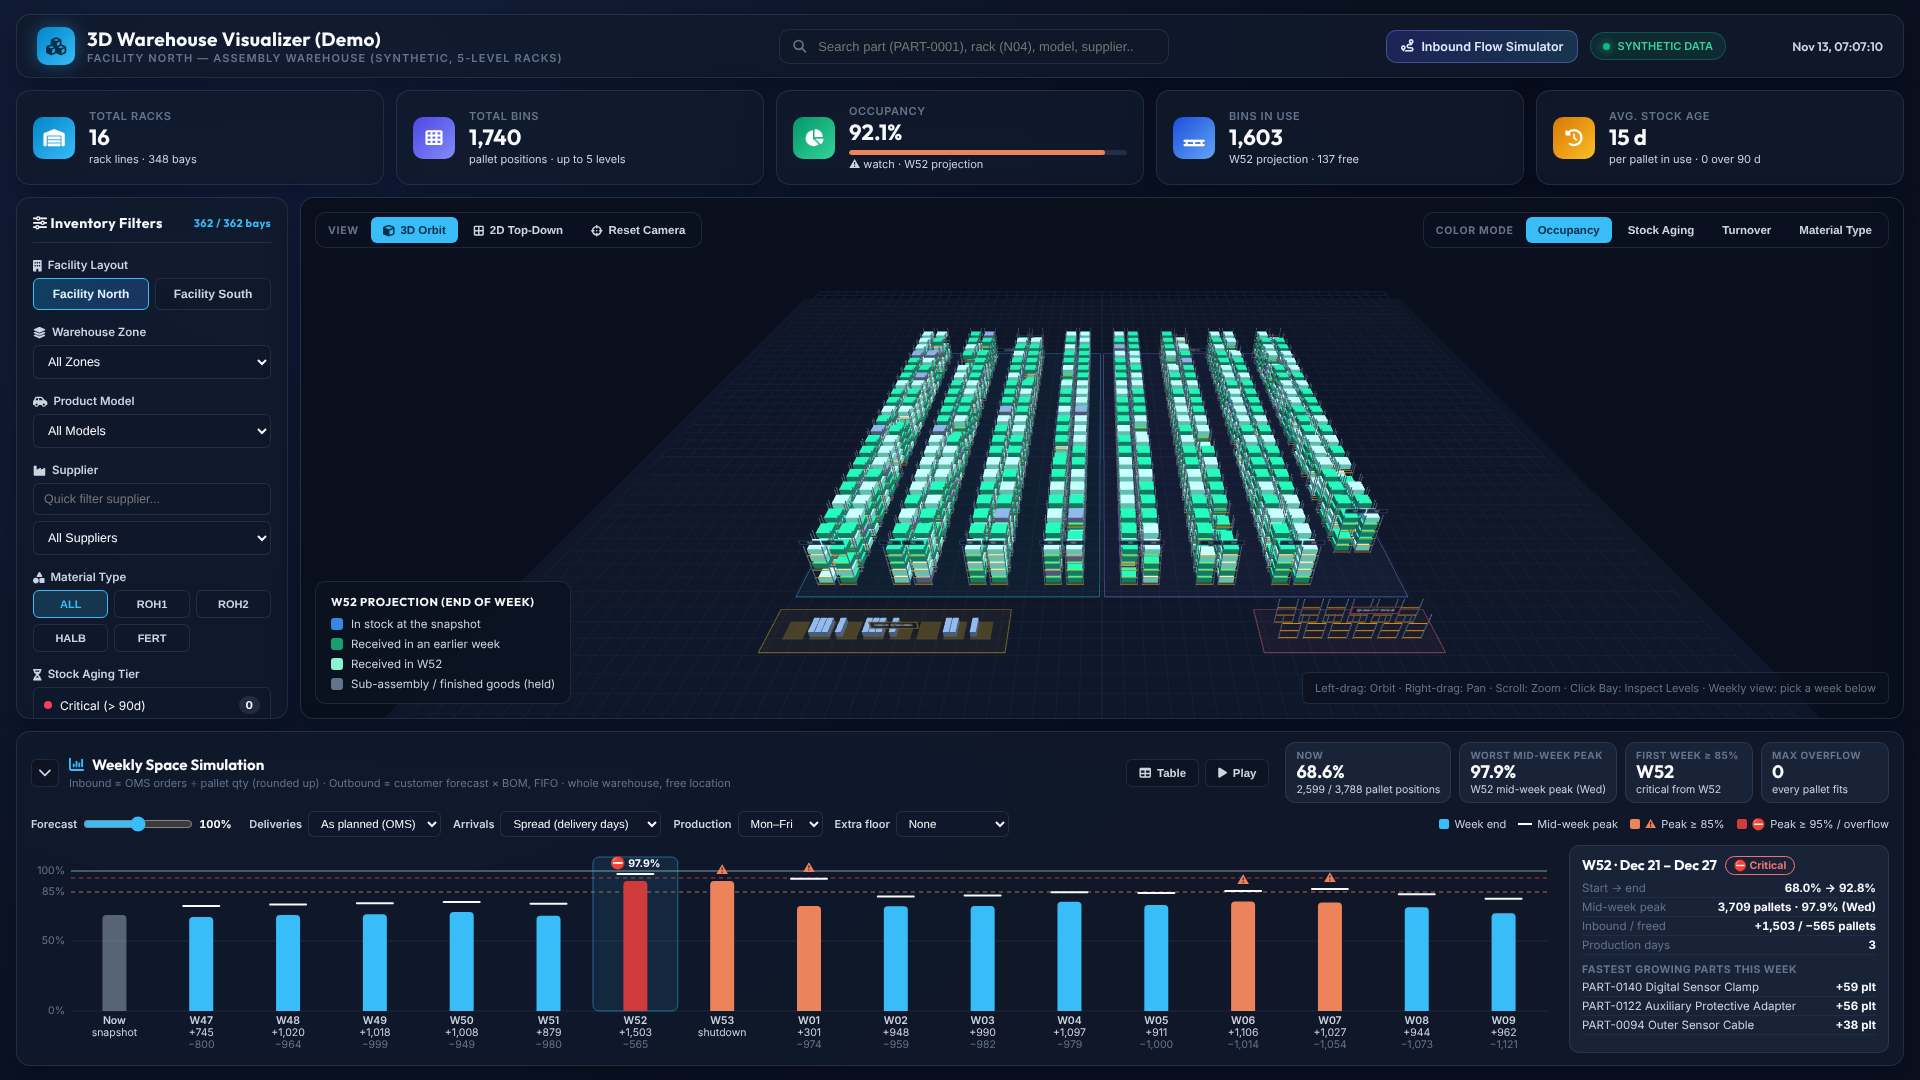 3D Warehouse Visualizer (Demo)
FACILITY NORTH — ASSEMBLY WAREHOUSE (SYNTHETIC, 5-LEVEL RACKS)
Search part (PART-0001), rack (N04), model, supplier..
Inbound Flow Simulator
SYNTHETIC DATA
Nov 13, 07:07:10
TOTAL RACKS
16
rack lines · 348 bays
TOTAL BINS
1,740
pallet positions · up to 5 levels
OCCUPANCY
92.1%
watch · W52 projection
BINS IN USE
1,603
W52 projection · 137 free
AVG. STOCK AGE
15 d
per pallet in use · 0 over 90 d
Inventory Filters
362 / 362 bays
Facility Layout
Facility North
Facility South
Warehouse Zone
All Zones
Product Model
All Models
Supplier
Quick filter supplier...
All Suppliers
Material Type
ALL
ROH1
ROH2
HALB
FERT
Stock Aging Tier
Critical (> 90d)
0
VIEW
3D Orbit
2D Top-Down
Reset Camera
COLOR MODE
Occupancy
Stock Aging
Turnover
Material Type
W52 PROJECTION (END OF WEEK)
In stock at the snapshot
Received in an earlier week
Received in W52
Sub-assembly / finished goods (held)
Left-drag: Orbit · Right-drag: Pan · Scroll: Zoom · Click Bay: Inspect Levels · Weekly view: pick a week below
Weekly Space Simulation
Inbound = OMS orders ÷ pallet qty (rounded up) · Outbound = customer forecast × BOM, FIFO · whole warehouse, free location
Table
Play
NOW
68.6%
2,599 / 3,788 pallet positions
WORST MID-WEEK PEAK
97.9%
W52 mid-week peak (Wed)
FIRST WEEK ≥ 85%
W52
critical from W52
MAX OVERFLOW
0
every pallet fits
Forecast
100%
Deliveries
As planned (OMS)
Arrivals
Spread (delivery days)
Production
Mon–Fri
Extra floor
None
Week end
Mid-week peak
Peak ≥ 85%
Peak ≥ 95% / overflow
100%
85%
50%
0%
97.9%
Now
snapshot
W47
+745
−800
W48
+1,020
−964
W49
+1,018
−999
W50
+1,008
−949
W51
+879
−980
W52
+1,503
−565
W53
shutdown
W01
+301
−974
W02
+948
−959
W03
+990
−982
W04
+1,097
−979
W05
+911
−1,000
W06
+1,106
−1,014
W07
+1,027
−1,054
W08
+944
−1,073
W09
+962
−1,121
W52 · Dec 21 – Dec 27
Critical
Start → end
68.0% → 92.8%
Mid-week peak
3,709 pallets · 97.9% (Wed)
Inbound / freed
+1,503 / −565 pallets
Production days
3
FASTEST GROWING PARTS THIS WEEK
PART-0140 Digital Sensor Clamp
+59 plt
PART-0122 Auxiliary Protective Adapter
+56 plt
PART-0094 Outer Sensor Cable
+38 plt